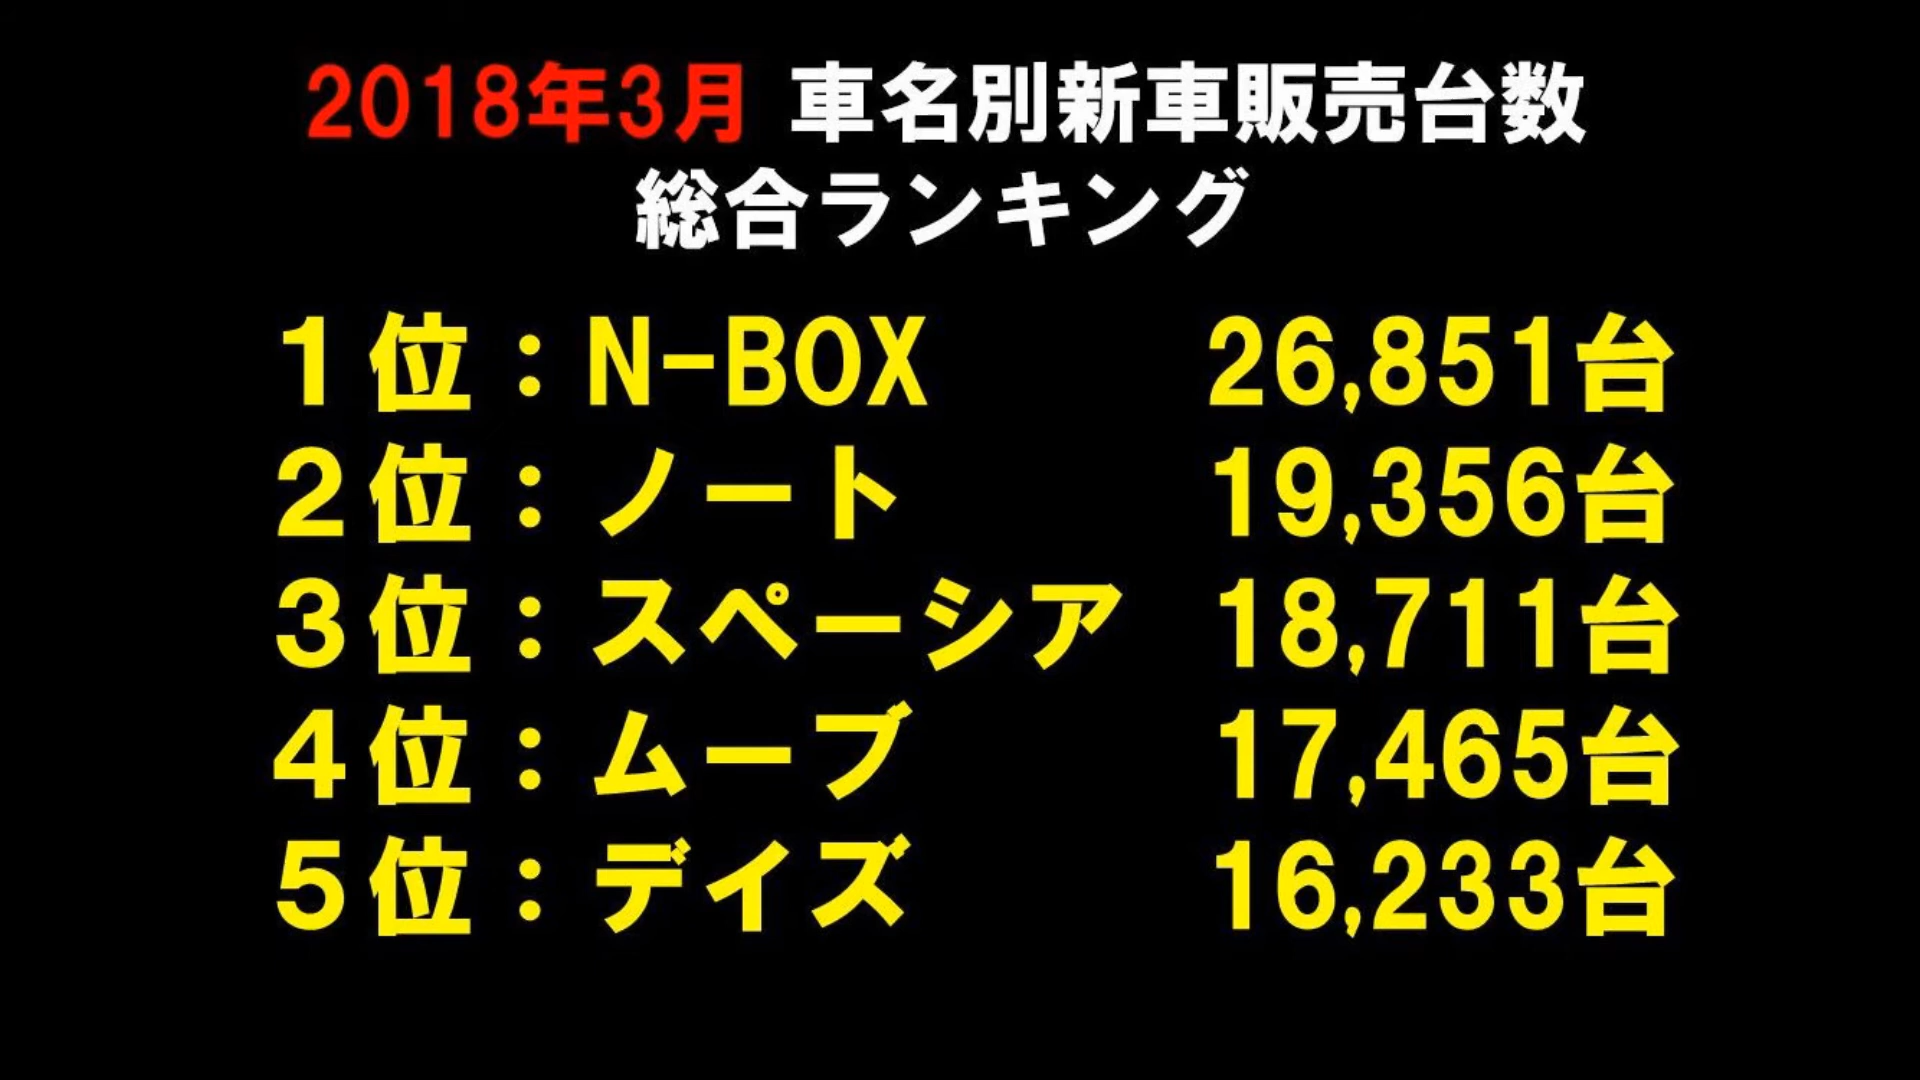 2018年3月 車名別新車販売台数
総合ランキング
１位：N-BOX 26,851台
２位：ノート 19,356台
３位：スペーシア 18,711台
４位：ムーブ 17,465台
５位：デイズ 16,233台